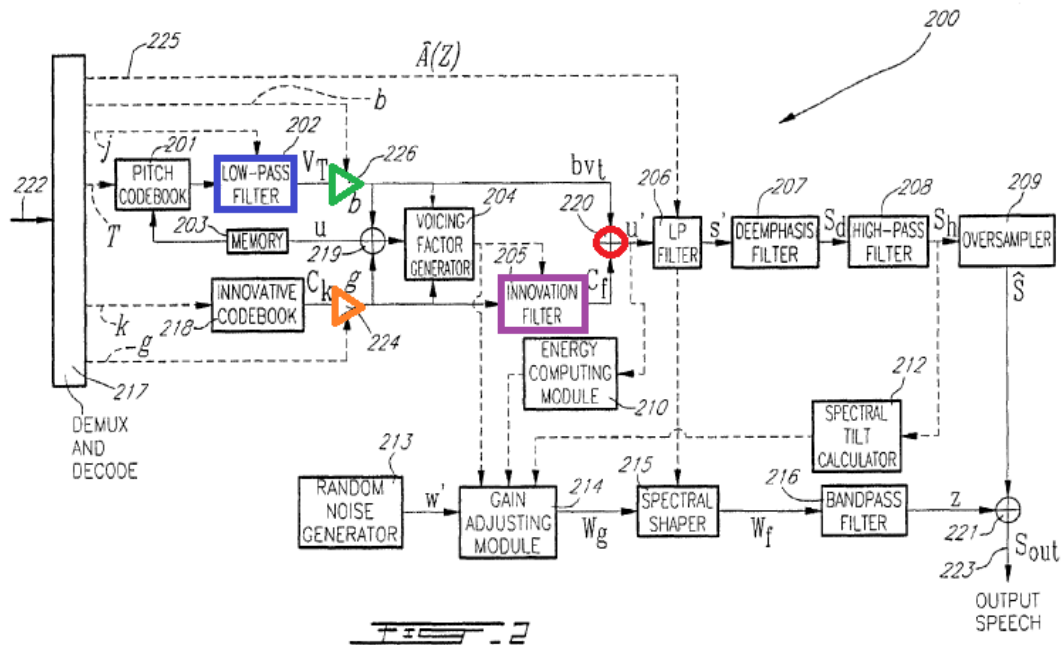 225
Â(Z)
200
b
j
201
202
V_T
226
bv_t
PITCH
CODEBOOK
LOW-PASS
FILTER
b
204
206
207
208
209
222
T
203
MEMORY
u
219
VOICING
FACTOR
GENERATOR
220
u'
LP
FILTER
s'
DEEMPHASIS
FILTER
S_d
HIGH-PASS
FILTER
S_h
OVERSAMPLER
205
C_f
Ŝ
INNOVATIVE
CODEBOOK
C_k
g
INNOVATION
FILTER
k
218
224
g
217
ENERGY
COMPUTING
MODULE
210
212
DEMUX
AND
DECODE
SPECTRAL
TILT
CALCULATOR
213
RANDOM
NOISE
GENERATOR
w'
GAIN
ADJUSTING
MODULE
214
W_g
215
SPECTRAL
SHAPER
W_f
216
BANDPASS
FILTER
z
221
S_out
223
OUTPUT
SPEECH
FIG-2